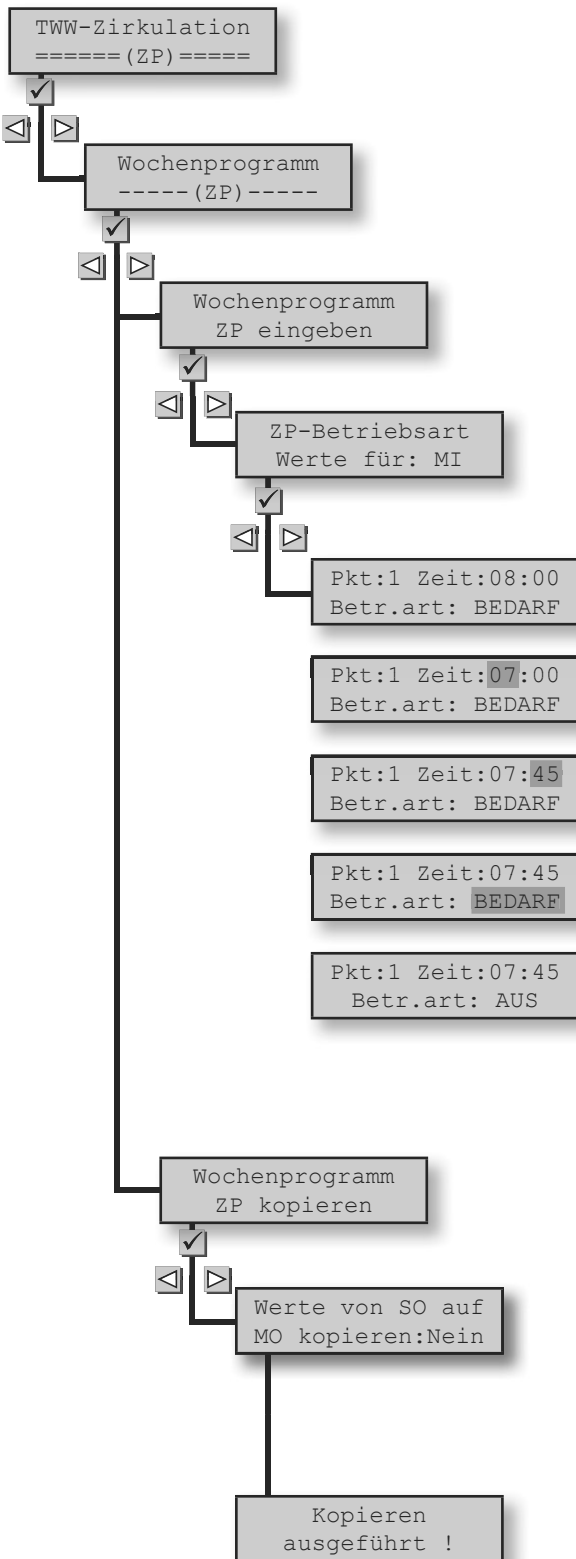 TWW-Zirkulation
======(ZP)=====
Wochenprogramm
-----(ZP)-----
Wochenprogramm
ZP eingeben
ZP-Betriebsart
Werte für: MI
Pkt:1 Zeit:08:00
Betr.art: BEDARF
Pkt:1 Zeit:07:00
Betr.art: BEDARF
Pkt:1 Zeit:07:45
Betr.art: BEDARF
Pkt:1 Zeit:07:45
Betr.art: BEDARF
Pkt:1 Zeit:07:45
Betr.art: AUS
Wochenprogramm
ZP kopieren
Werte von SO auf
MO kopieren:Nein
Kopieren
ausgeführt !